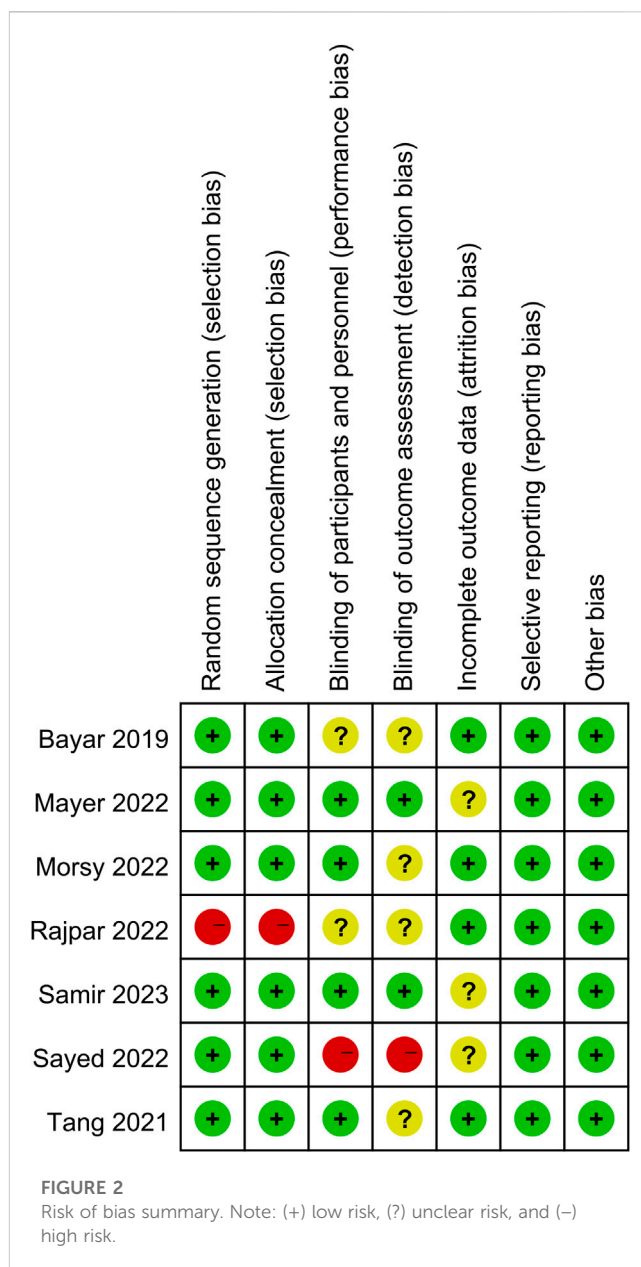 Random sequence generation (selection bias)
Allocation concealment (selection bias)
Blinding of participants and personnel (performance bias)
Blinding of outcome assessment (detection bias)
Incomplete outcome data (attrition bias)
Selective reporting (reporting bias)
Other bias
Bayar 2019 + + ? ? + + +
Mayer 2022 + + + + ? + +
Morsy 2022 + + + ? + + +
Rajpar 2022 − − ? ? + + +
Samir 2023 + + + + ? + +
Sayed 2022 + + − − ? + +
Tang 2021 + + + ? + + +
FIGURE 2
Risk of bias summary. Note: (+) low risk, (?) unclear risk, and (−)
high risk.